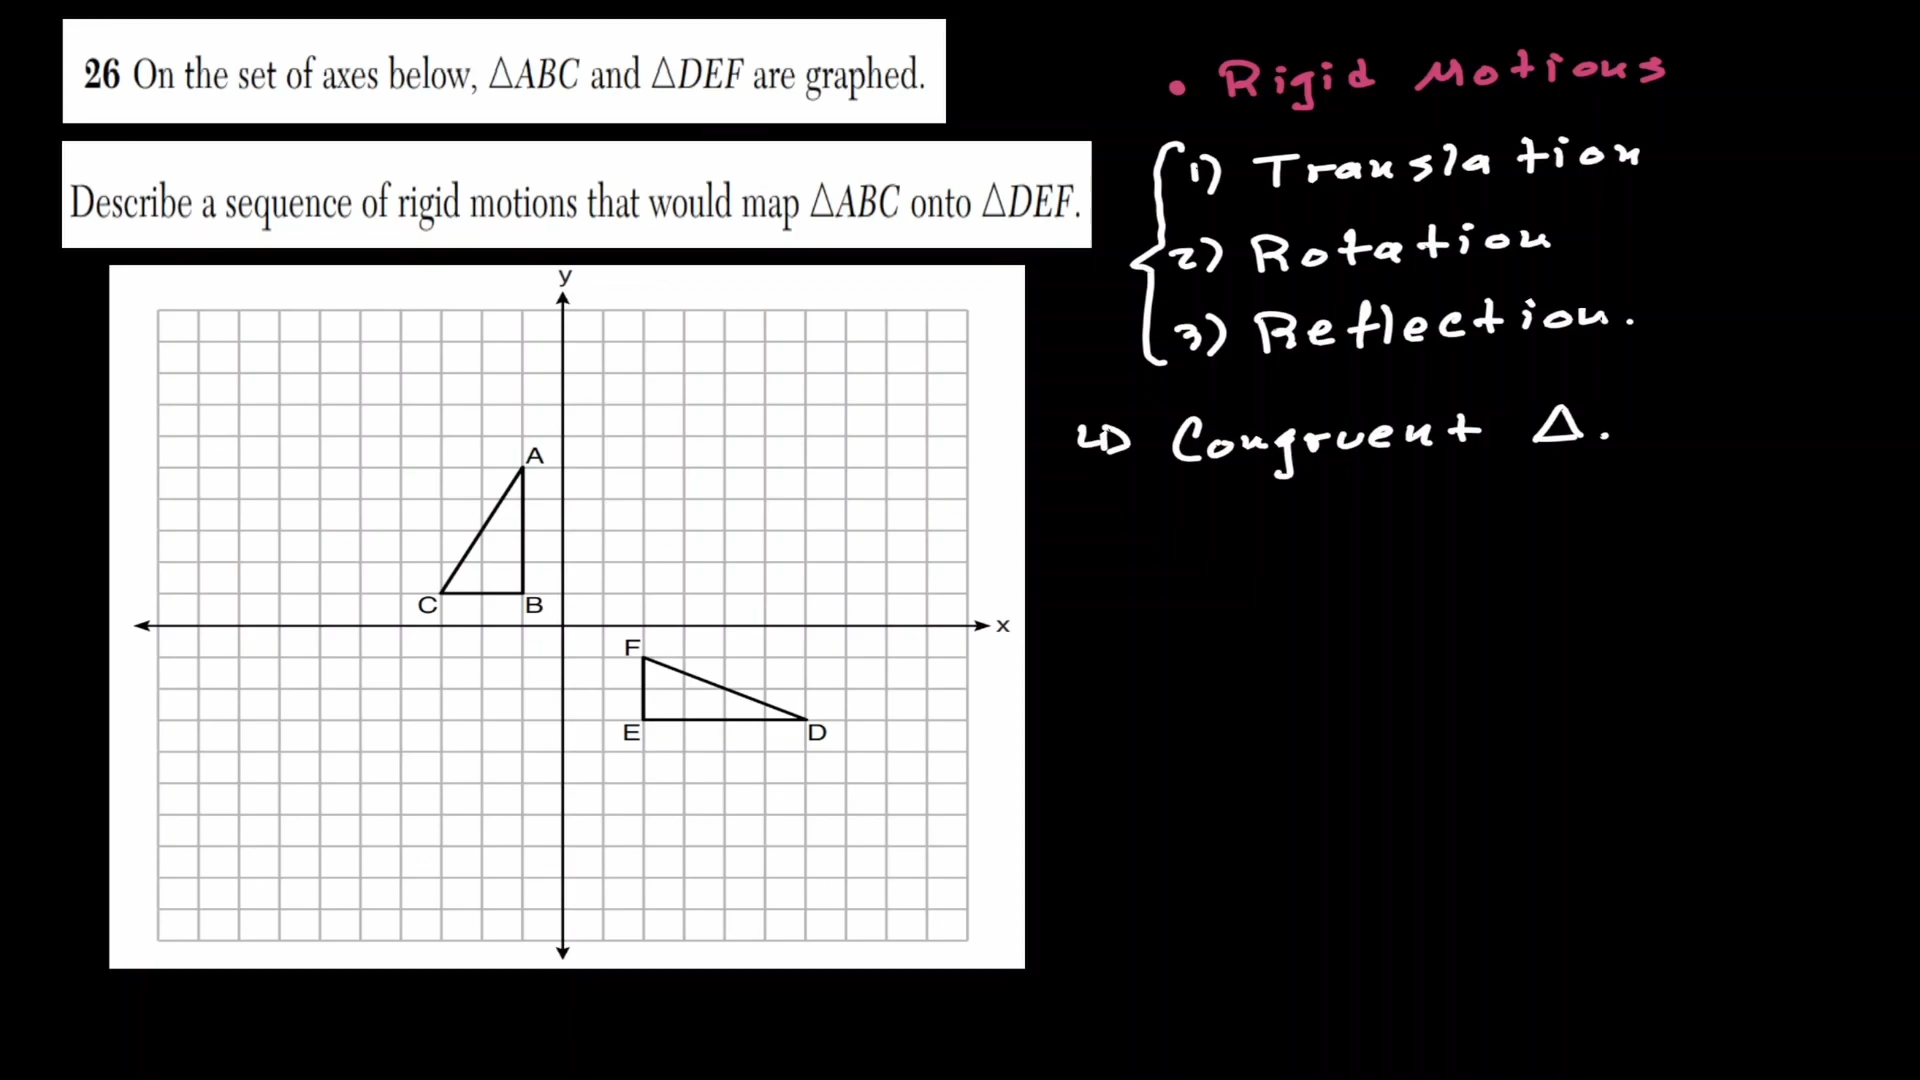 26 On the set of axes below, △ABC and △DEF are graphed.
Describe a sequence of rigid motions that would map △ABC onto △DEF.
y
A
C
B
x
F
E
D
• Rigid Motions
1) Translation
2) Rotation
3) Reflection.
↳ Congruent △.